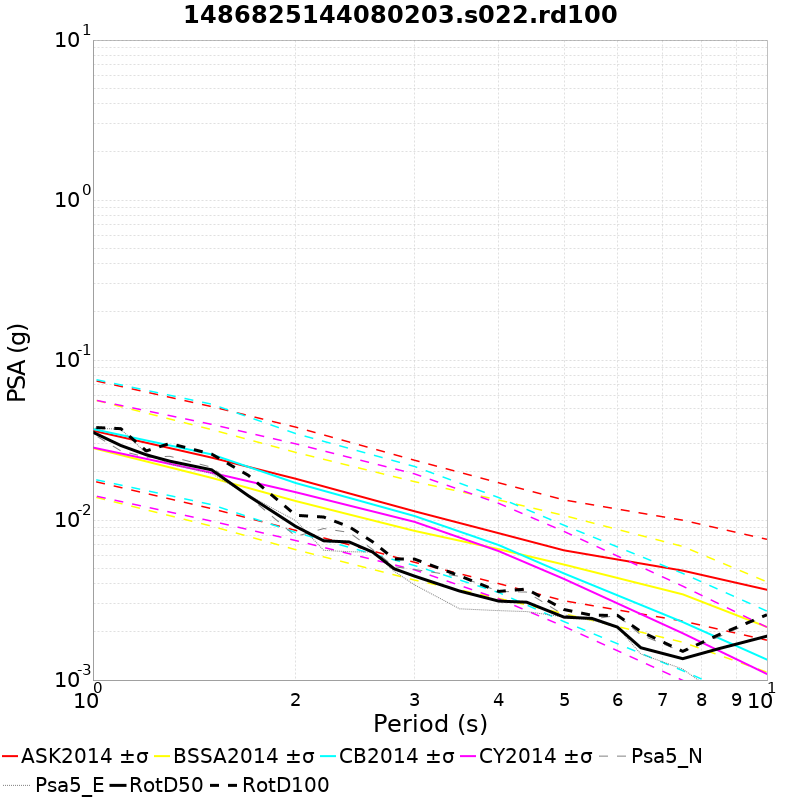 1486825144080203.s022.rd100
10^1
10^0
10^-1
10^-2
10^-3
PSA (g)
10^0 2 3 4 5 6 7 8 9 10^1
Period (s)
ASK2014 ±σ BSSA2014 ±σ CB2014 ±σ CY2014 ±σ Psa5_N
Psa5_E RotD50 RotD100